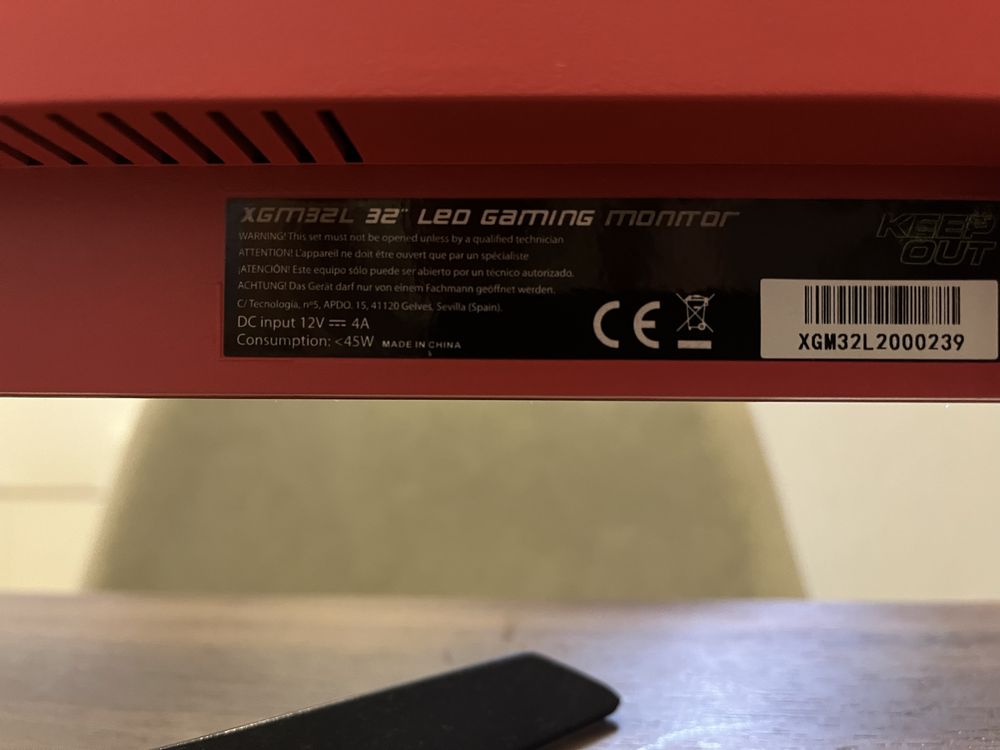 XGM32L 32" LED GAMING MONITOR
WARNING! This set must not be opened unless by a qualified technician
ATTENTION! L'appareil ne doit étre ouvert que par un spécialiste
¡ATENCIÓN! Este equipo sólo puede ser abierto por un técnico autorizado.
ACHTUNG! Das Gerät darf nur von einem Fachmann geöffnet werden.
C/ Tecnología, nº5, APDO. 15, 41120 Gelves, Sevilla (Spain).
DC input 12V ⎓ 4A
Consumption: <45W MADE IN CHINA
CE
KEEP
OUT
XGM32L2000239